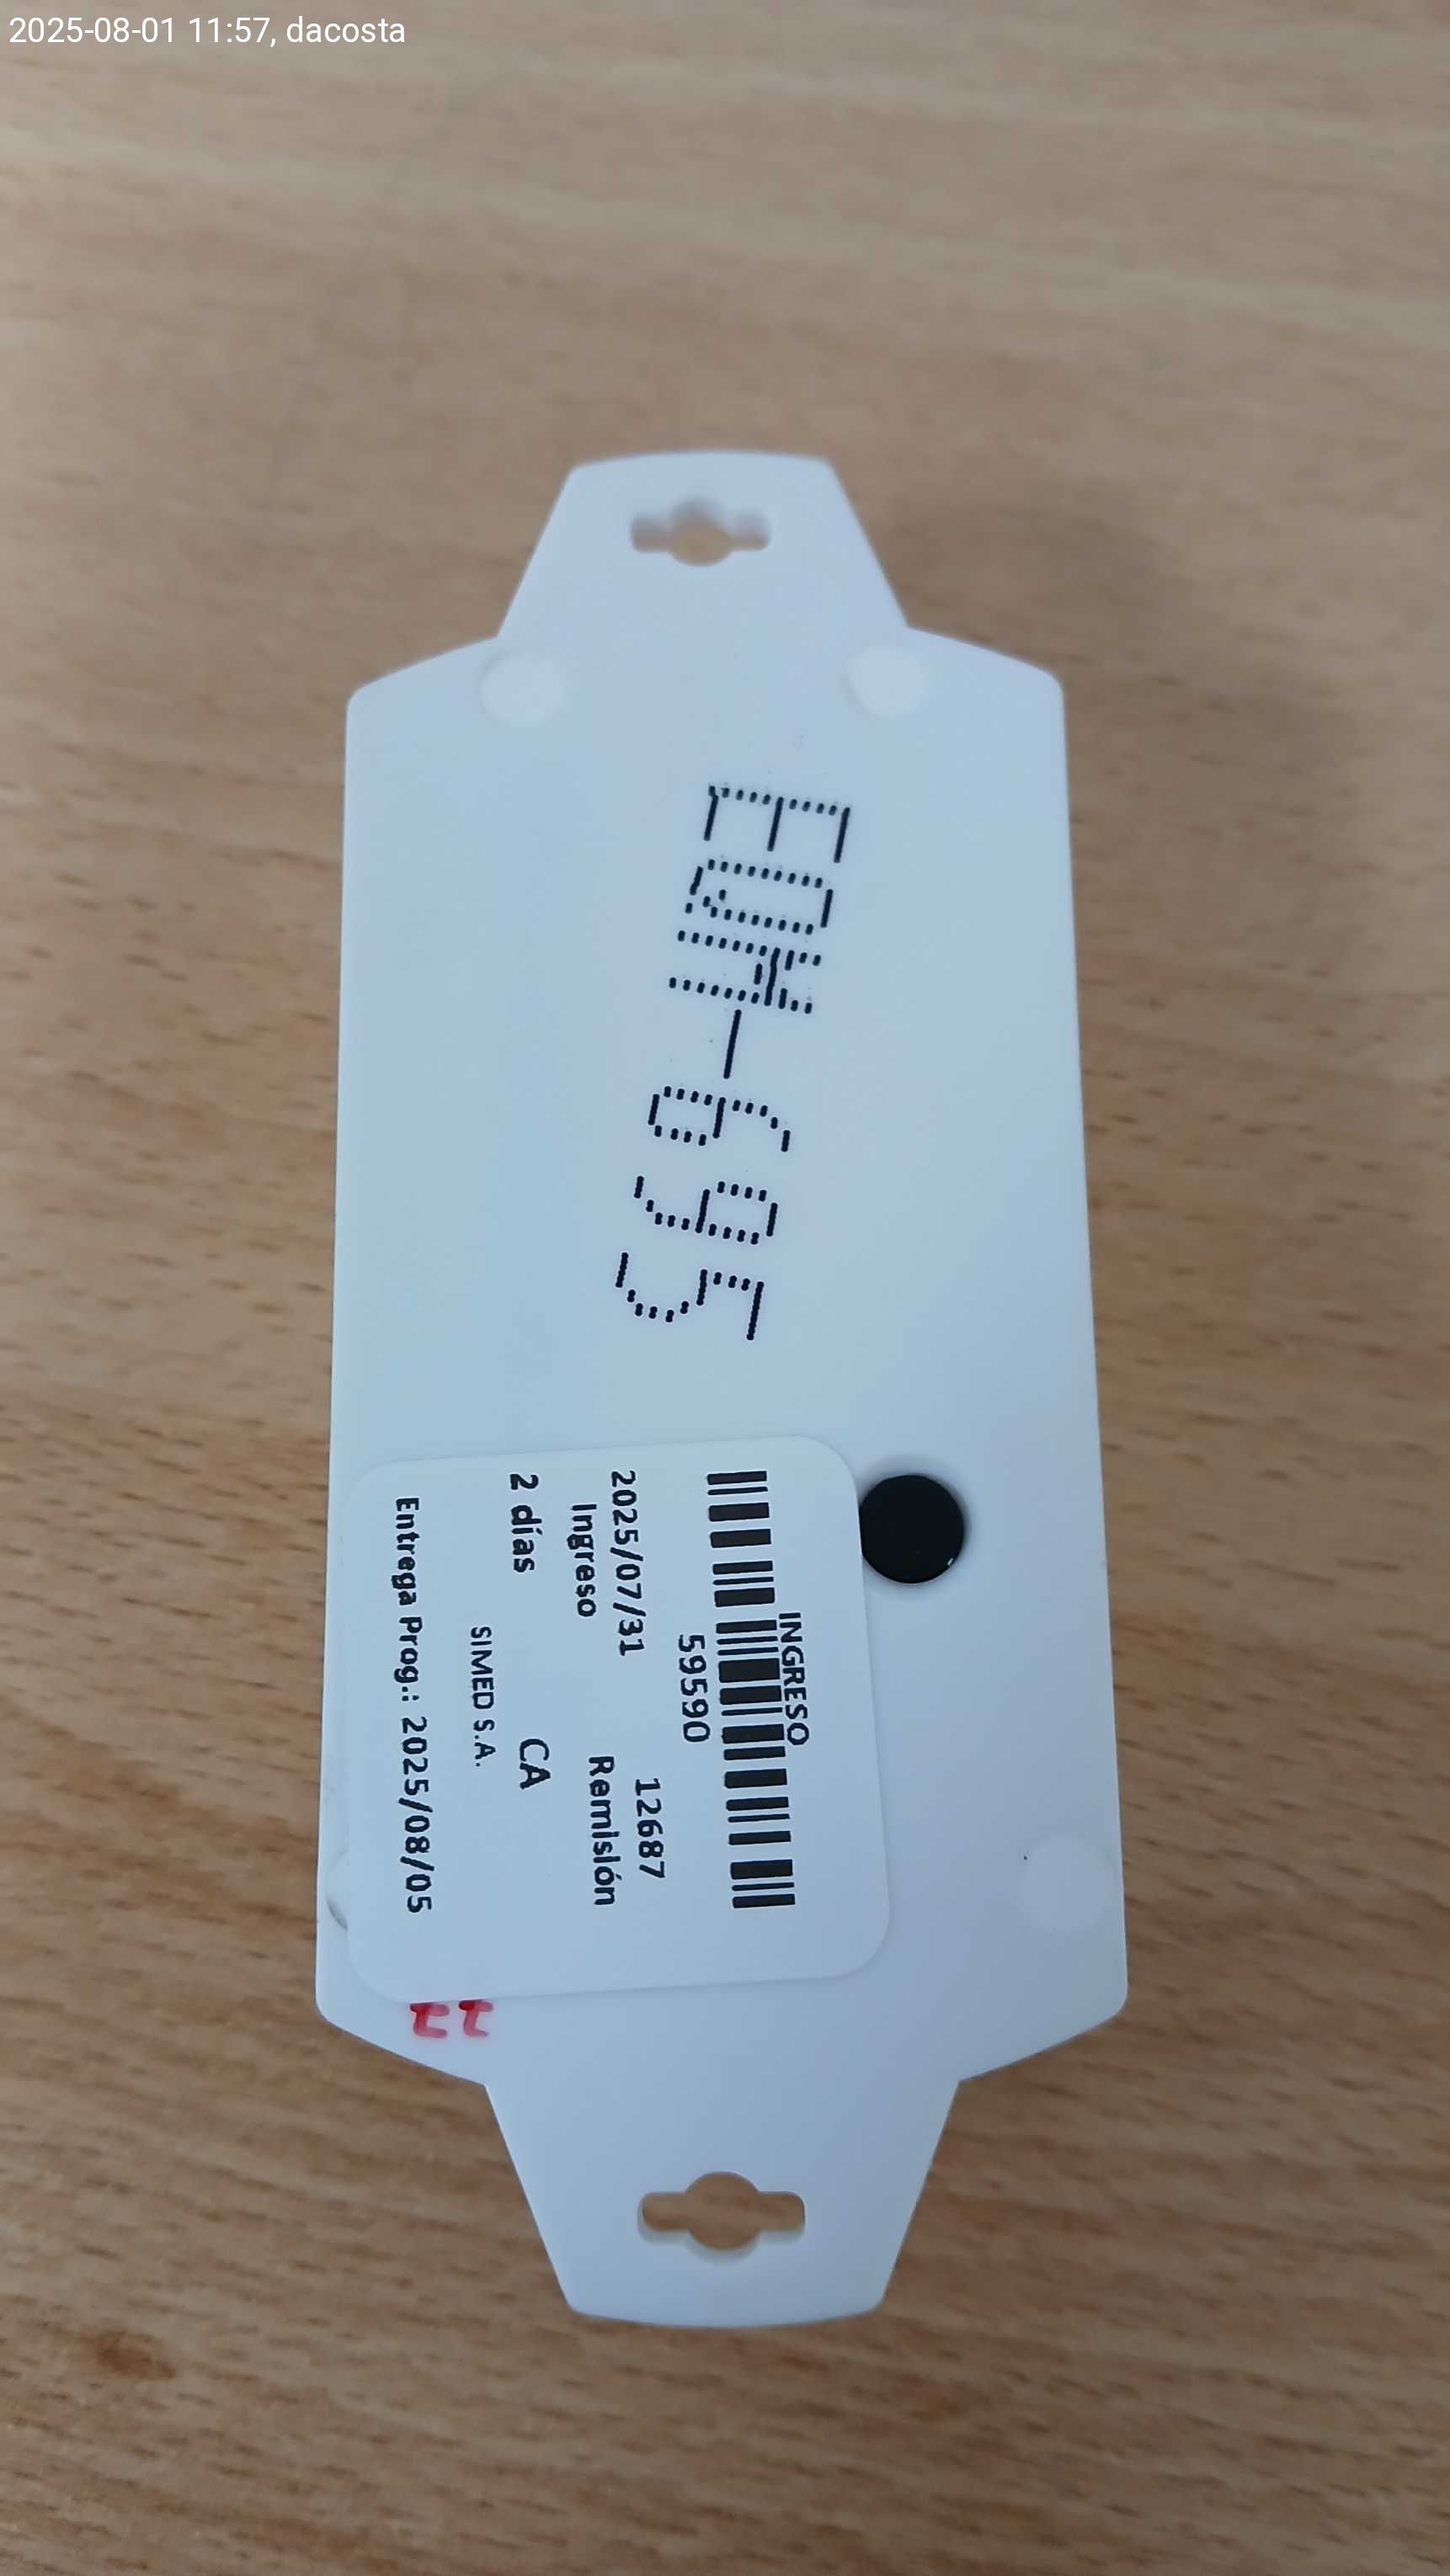 2025-08-01 11:57, dacosta
EQM-695
INGRESO
59590
2025/07/31 12687
Ingreso Remisión
2 días CA
SIMED S.A.
Entrega Prog.: 2025/08/05